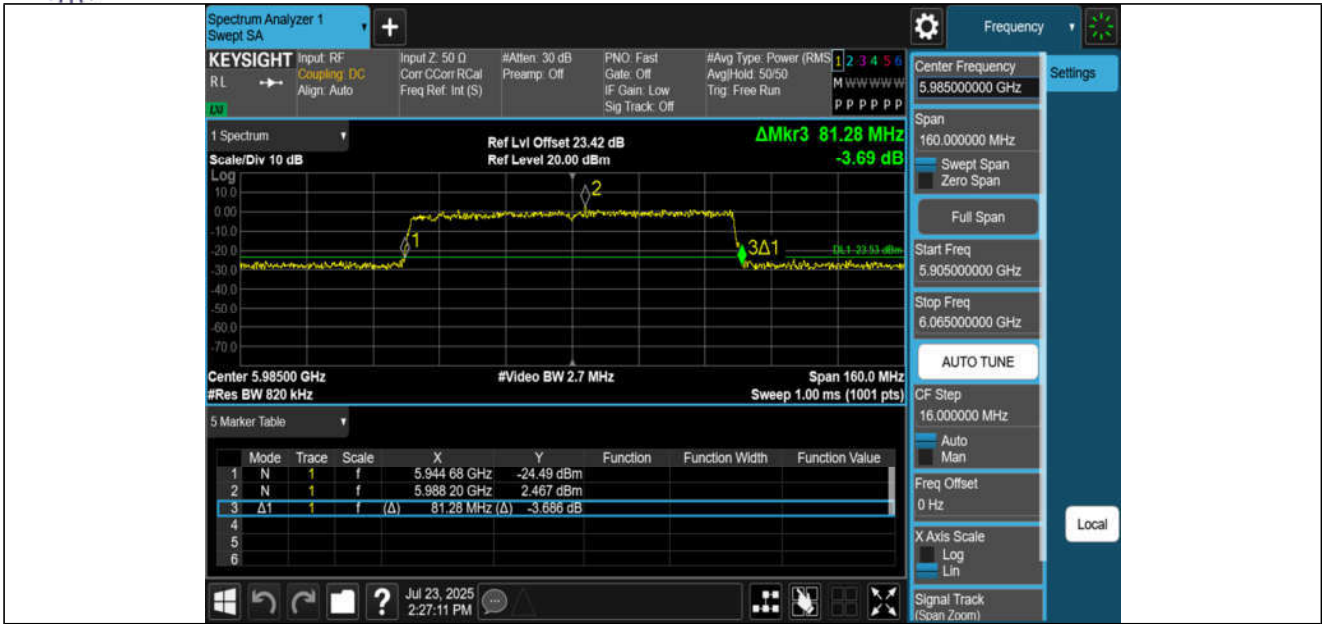 Spectrum Analyzer 1
Swept SA
+
Frequency
KEYSIGHT
RL
LXI
Input: RF
Coupling: DC
Align: Auto
Input Z: 50 Ω
Corr CCorr RCal
Freq Ref: Int (S)
#Atten: 30 dB
Preamp: Off
PNO: Fast
Gate: Off
IF Gain: Low
Sig Track: Off
#Avg Type: Power (RMS
Avg|Hold: 50/50
Trig: Free Run
1 2 3 4 5 6
M W W W W W
P P P P P P
1 Spectrum
Scale/Div 10 dB
Ref Lvl Offset 23.42 dB
Ref Level 20.00 dBm
ΔMkr3 81.28 MHz
-3.69 dB
Log
10.0
0.00
-10.0
-20.0
-30.0
-40.0
-50.0
-60.0
-70.0
2
1
3Δ1
DL1 -23.53 dBm
Center 5.98500 GHz
#Video BW 2.7 MHz
Span 160.0 MHz
#Res BW 820 kHz
Sweep 1.00 ms (1001 pts)
5 Marker Table
Mode Trace Scale X Y Function Function Width Function Value
1 N 1 f 5.944 68 GHz -24.49 dBm
2 N 1 f 5.988 20 GHz 2.467 dBm
3 Δ1 1 f (Δ) 81.28 MHz (Δ) -3.686 dB
4
5
6
?
Jul 23, 2025
2:27:11 PM
Center Frequency
5.985000000 GHz
Settings
Span
160.000000 MHz
Swept Span
Zero Span
Full Span
Start Freq
5.905000000 GHz
Stop Freq
6.065000000 GHz
AUTO TUNE
CF Step
16.000000 MHz
Auto
Man
Freq Offset
0 Hz
X Axis Scale
Log
Lin
Local
Signal Track
(Span Zoom)